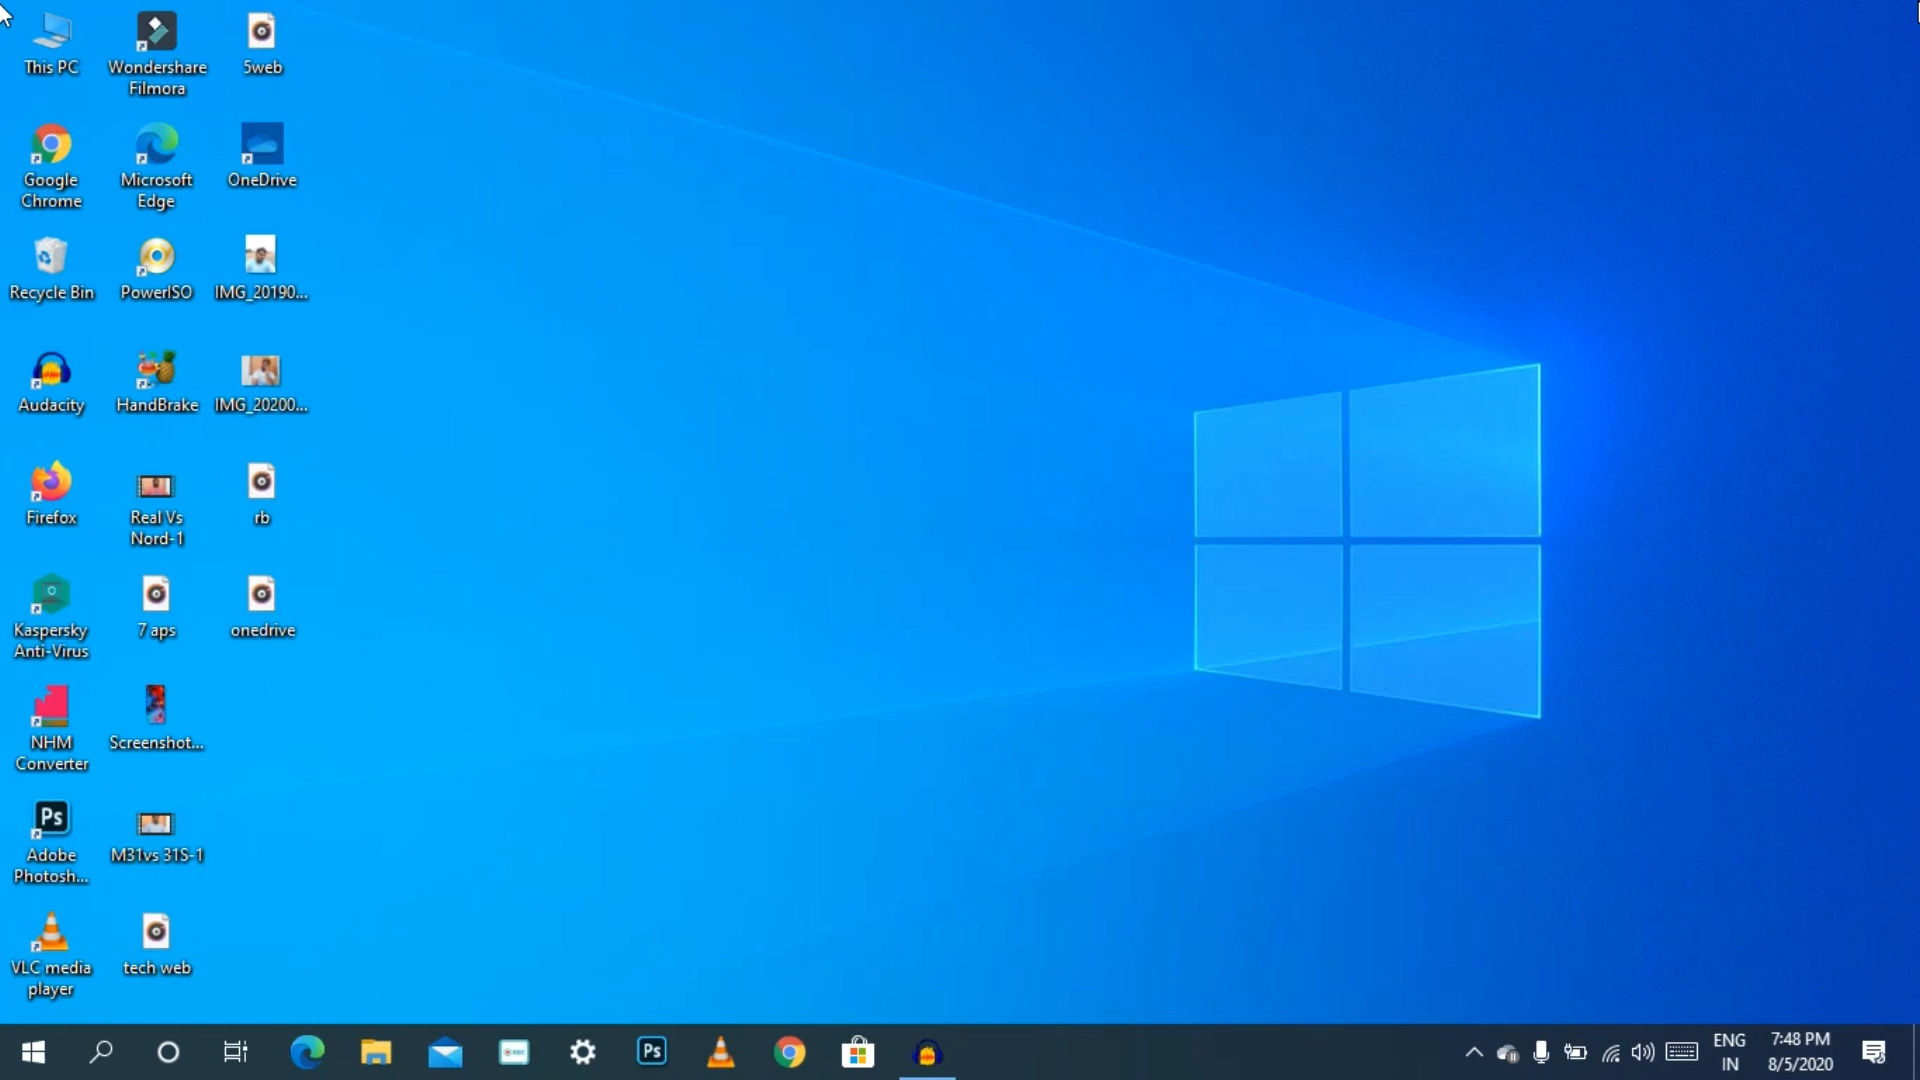 This PC
Wondershare
Filmora
5web
Google
Chrome
Microsoft
Edge
OneDrive
Recycle Bin
PowerISO
IMG_20190...
Audacity
HandBrake
IMG_20200...
Firefox
Real Vs
Nord-1
rb
Kaspersky
Anti-Virus
7 aps
onedrive
NHM
Converter
Screenshot...
Ps
Adobe
Photosh...
M31vs 31S-1
VLC media
player
tech web
REC
Ps
ENG
IN
7:48 PM
8/5/2020